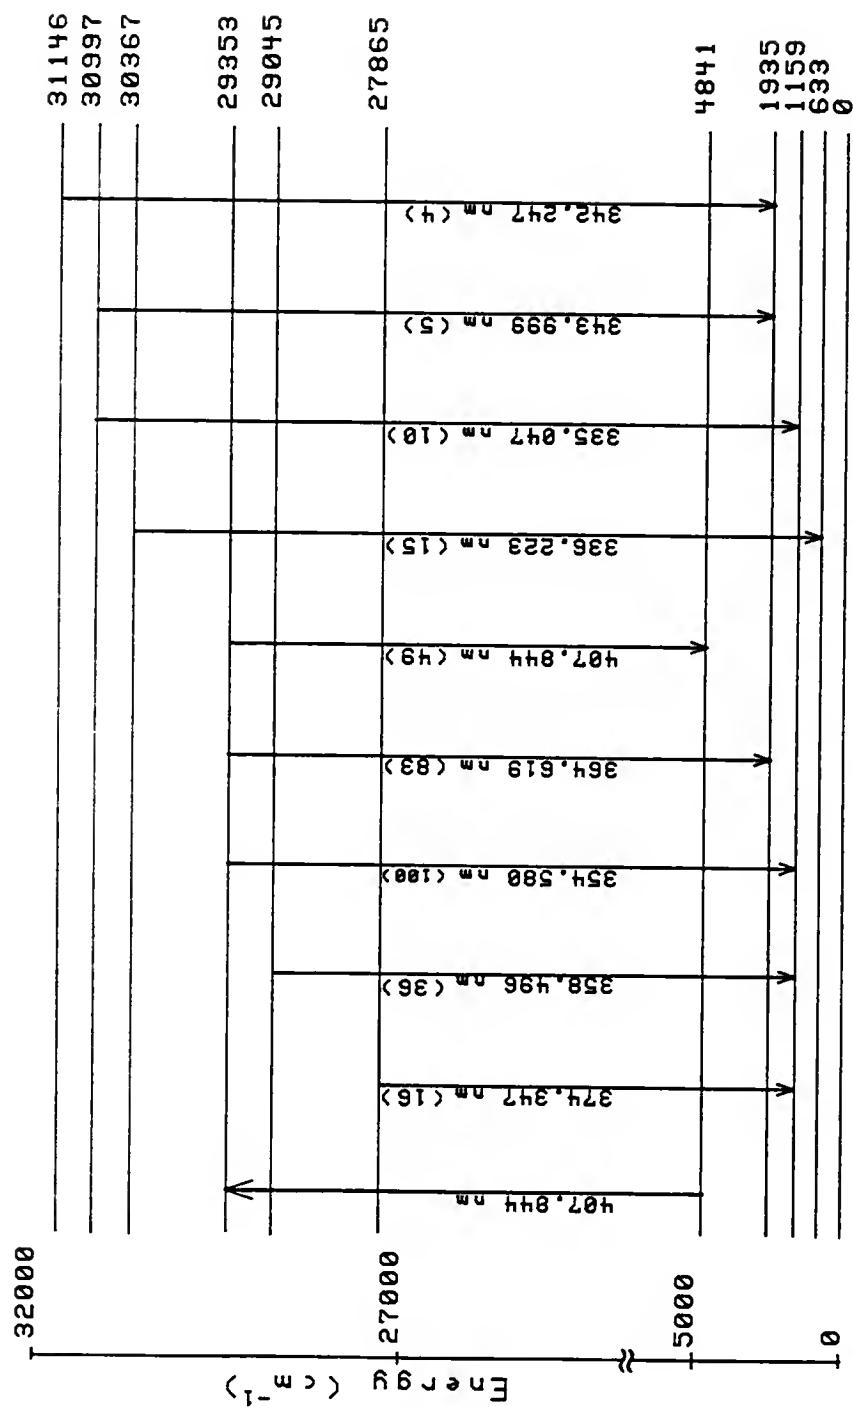 31146
30997
30367
29353
29045
27865
4841
1935
1159
633
0
342.247 nm (4)
343.999 nm (5)
335.047 nm (10)
336.223 nm (15)
407.844 nm (49)
364.619 nm (83)
354.580 nm (100)
358.496 nm (36)
374.347 nm (16)
407.844 nm
32000
27000
5000
0
Energy (cm⁻¹)